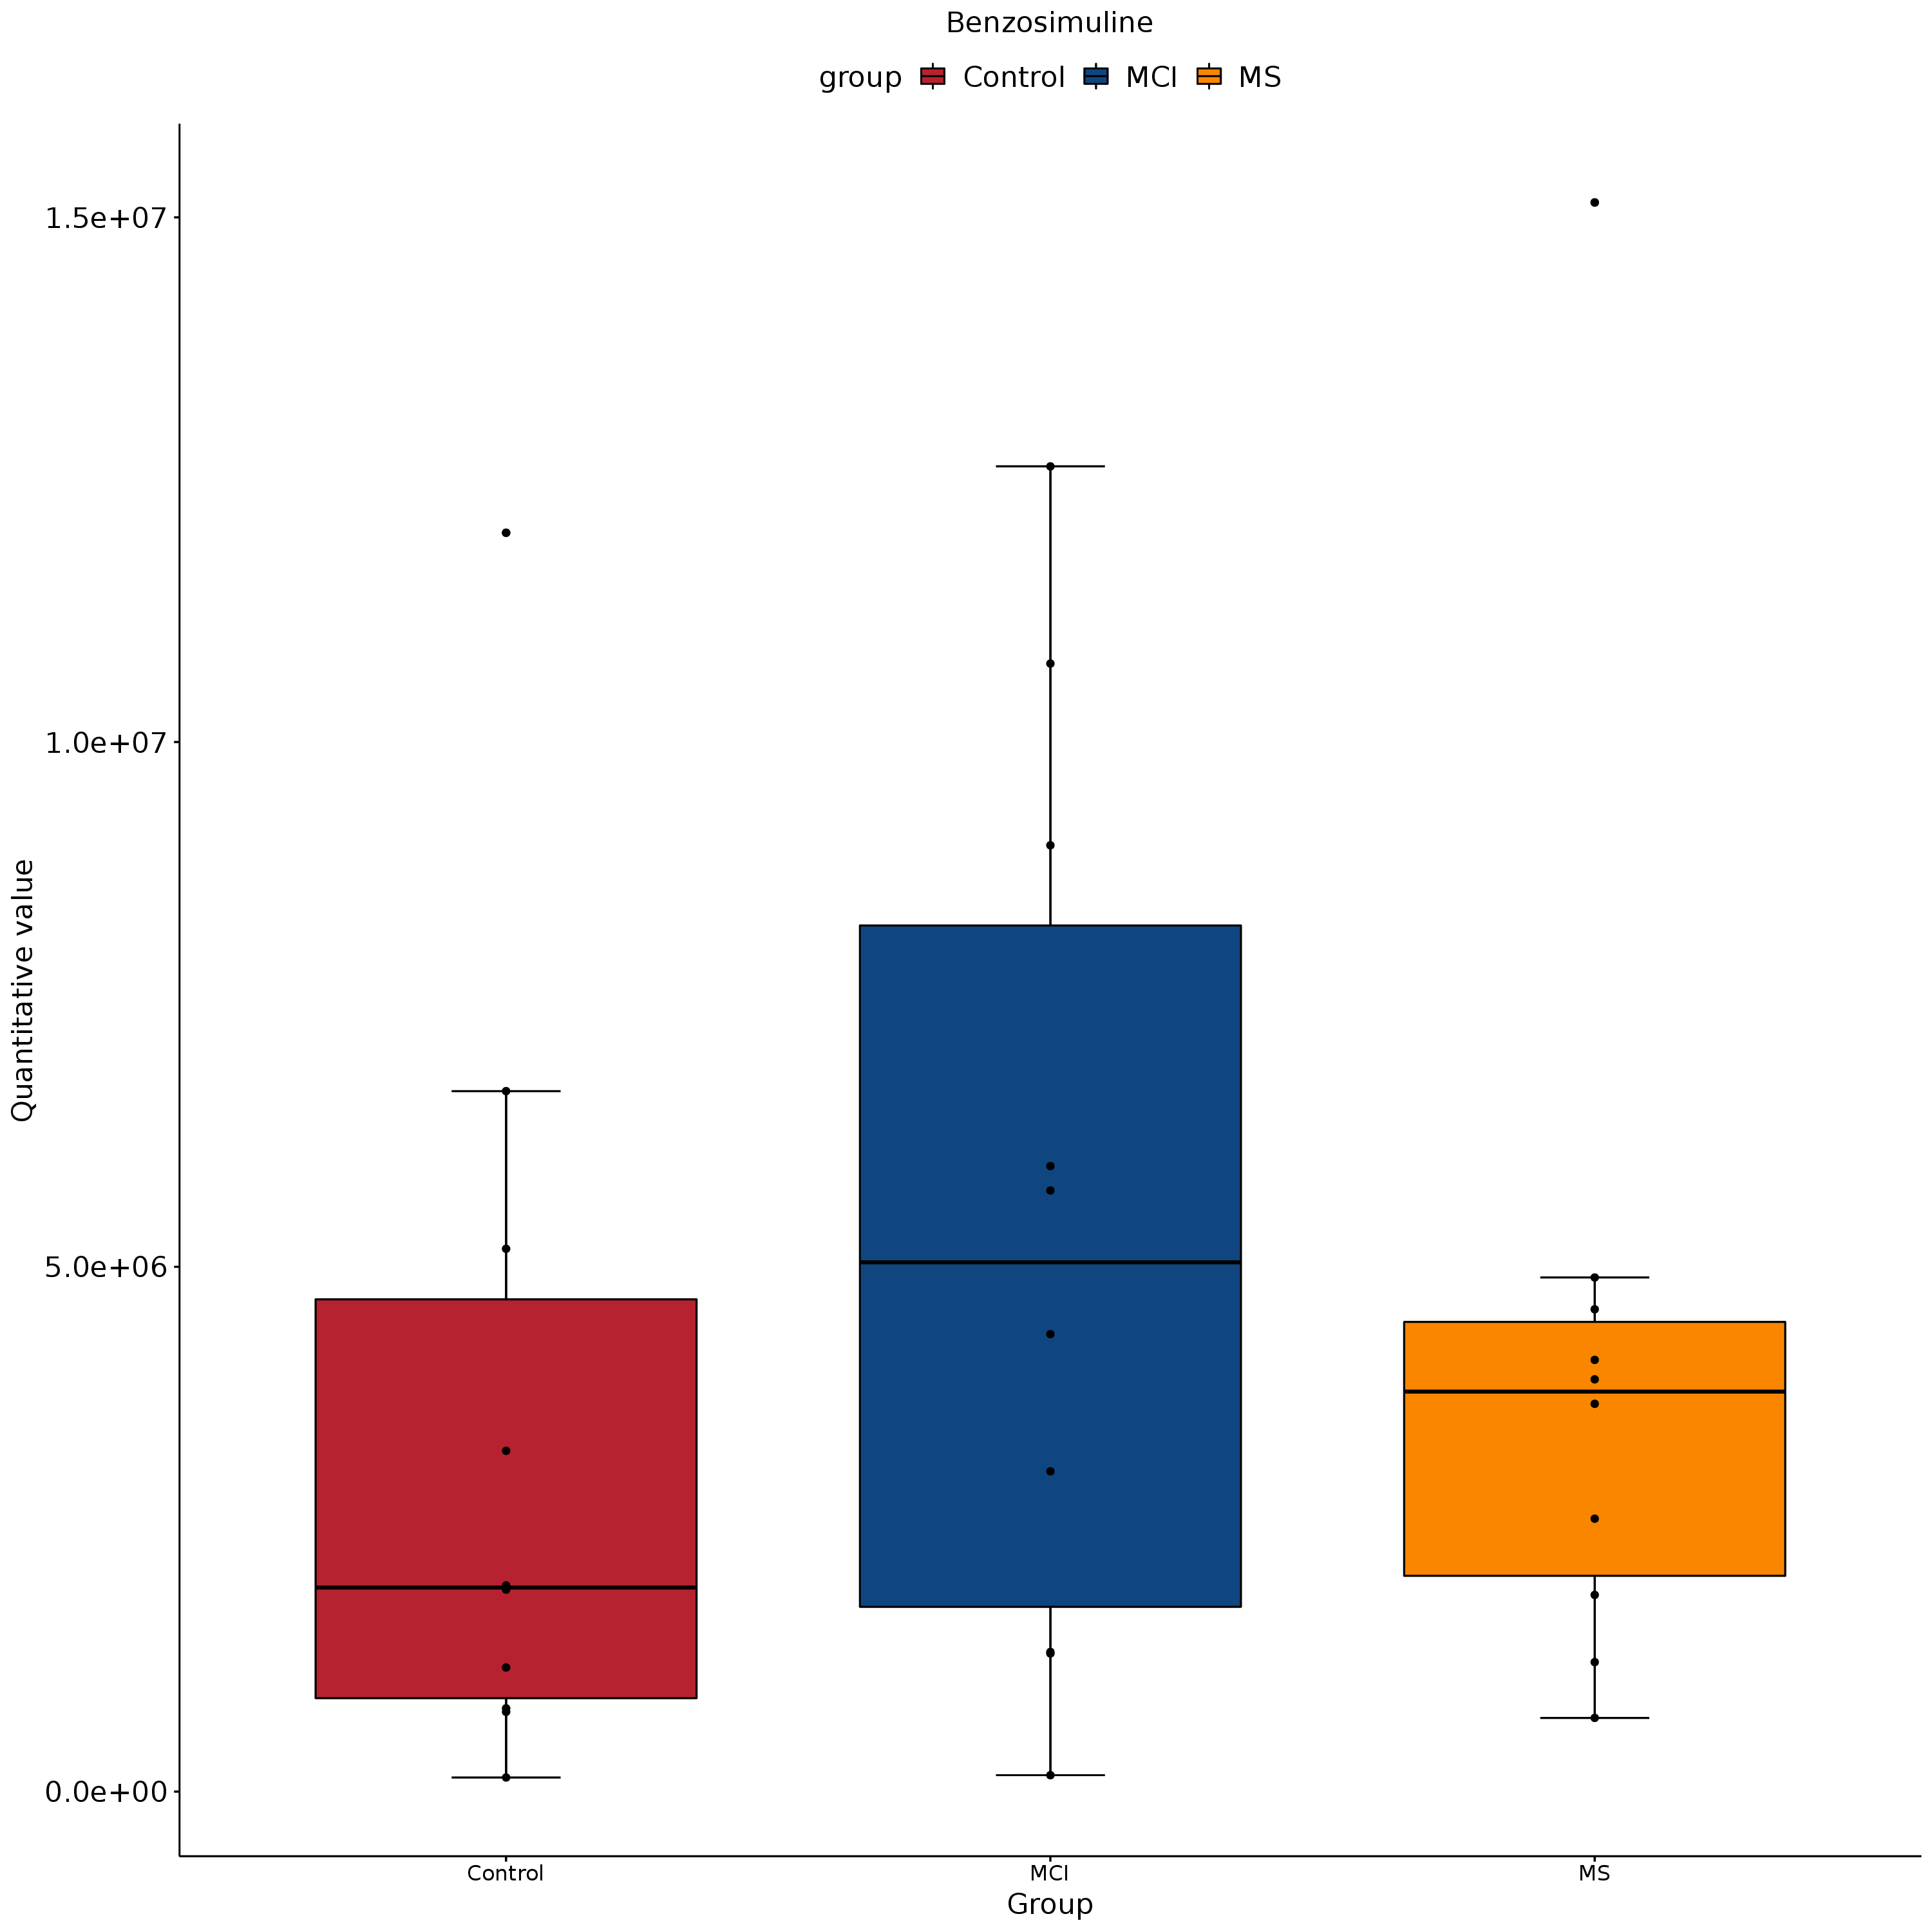 Benzosimuline
group Control MCI MS
Quantitative value
1.5e+07
1.0e+07
5.0e+06
0.0e+00
Control MCI MS
Group